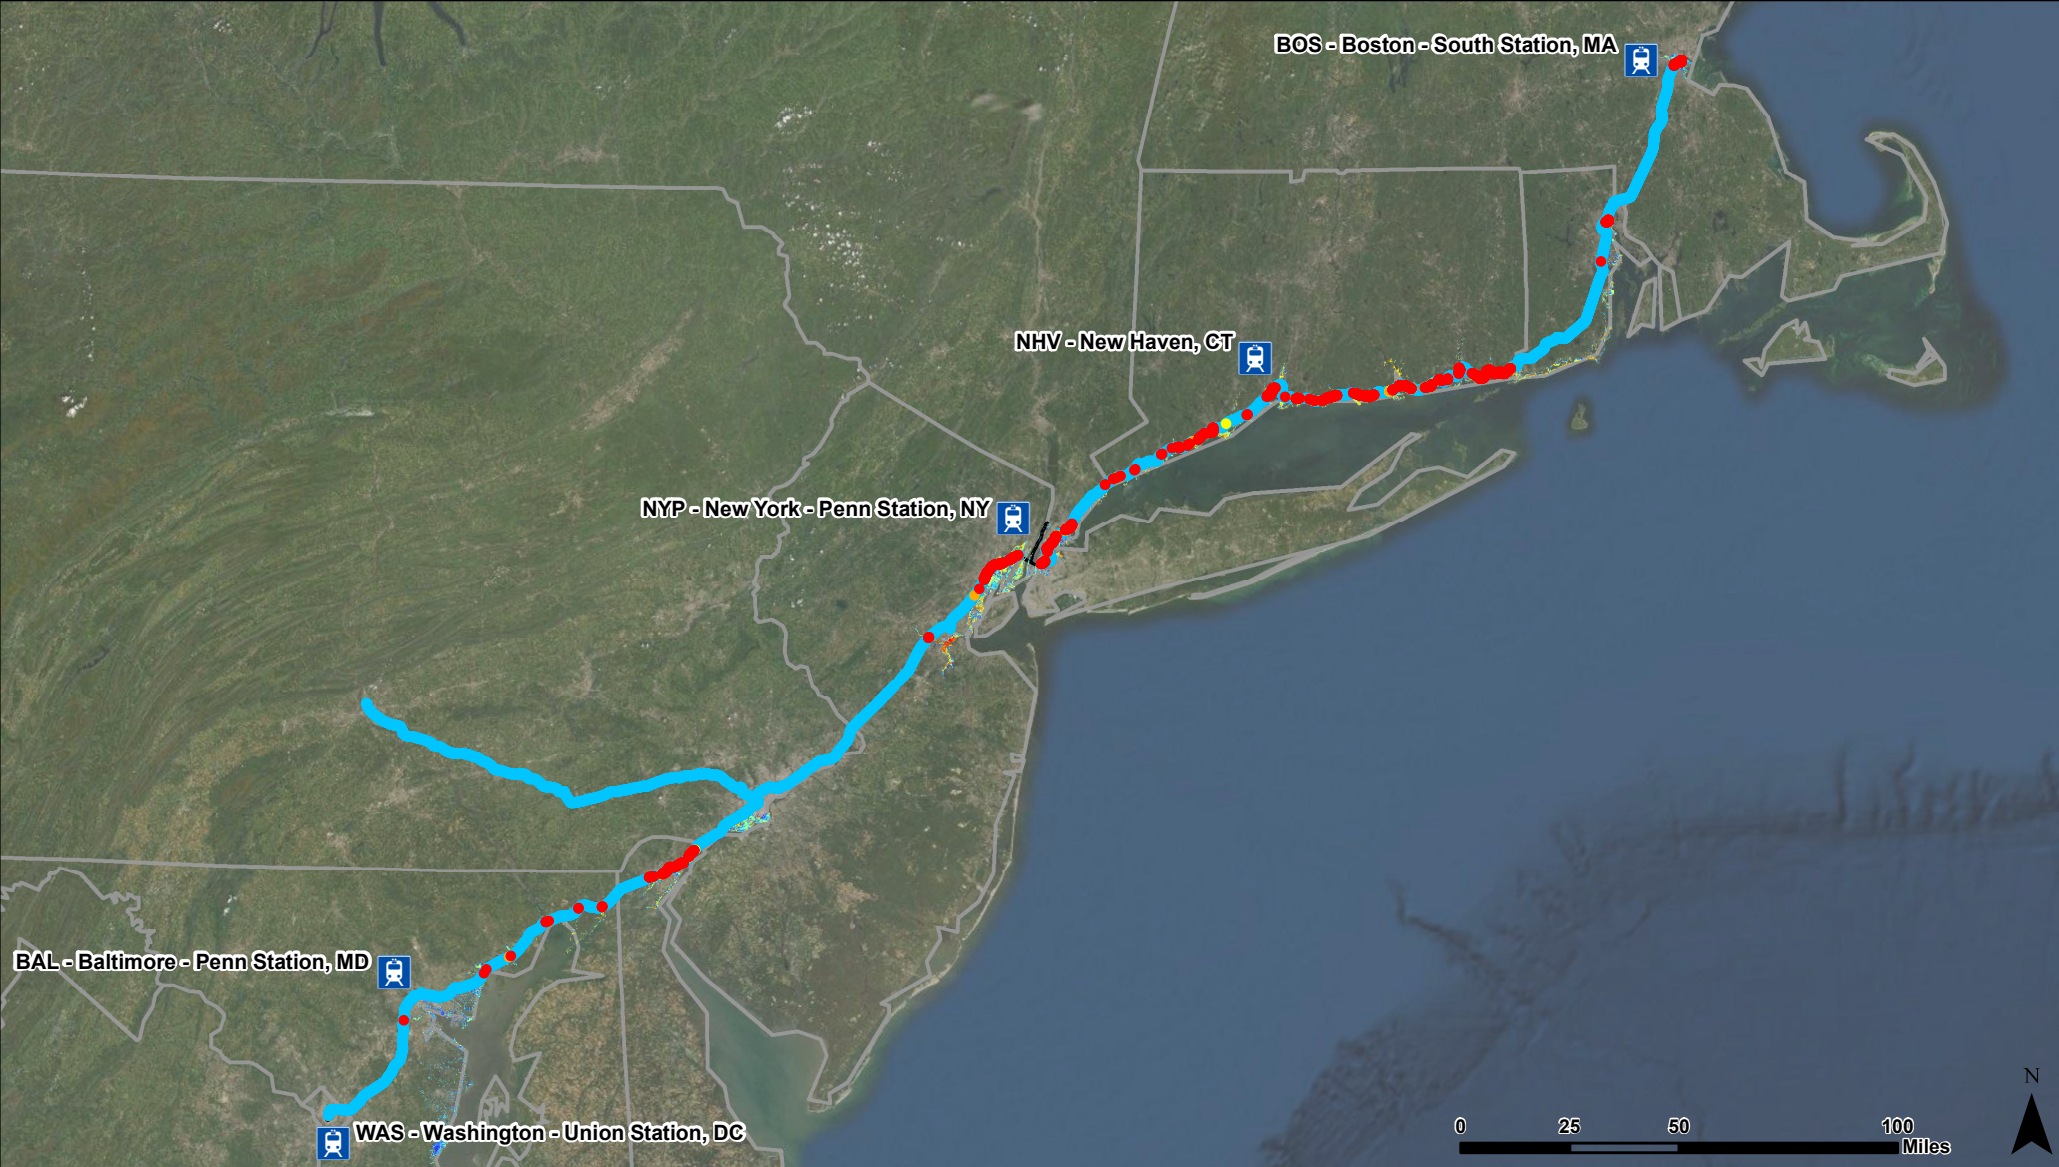 BOS - Boston - South Station, MA
NHV - New Haven, CT
NYP - New York - Penn Station, NY
BAL - Baltimore - Penn Station, MD
WAS - Washington - Union Station, DC
N
0 25 50 100
Miles